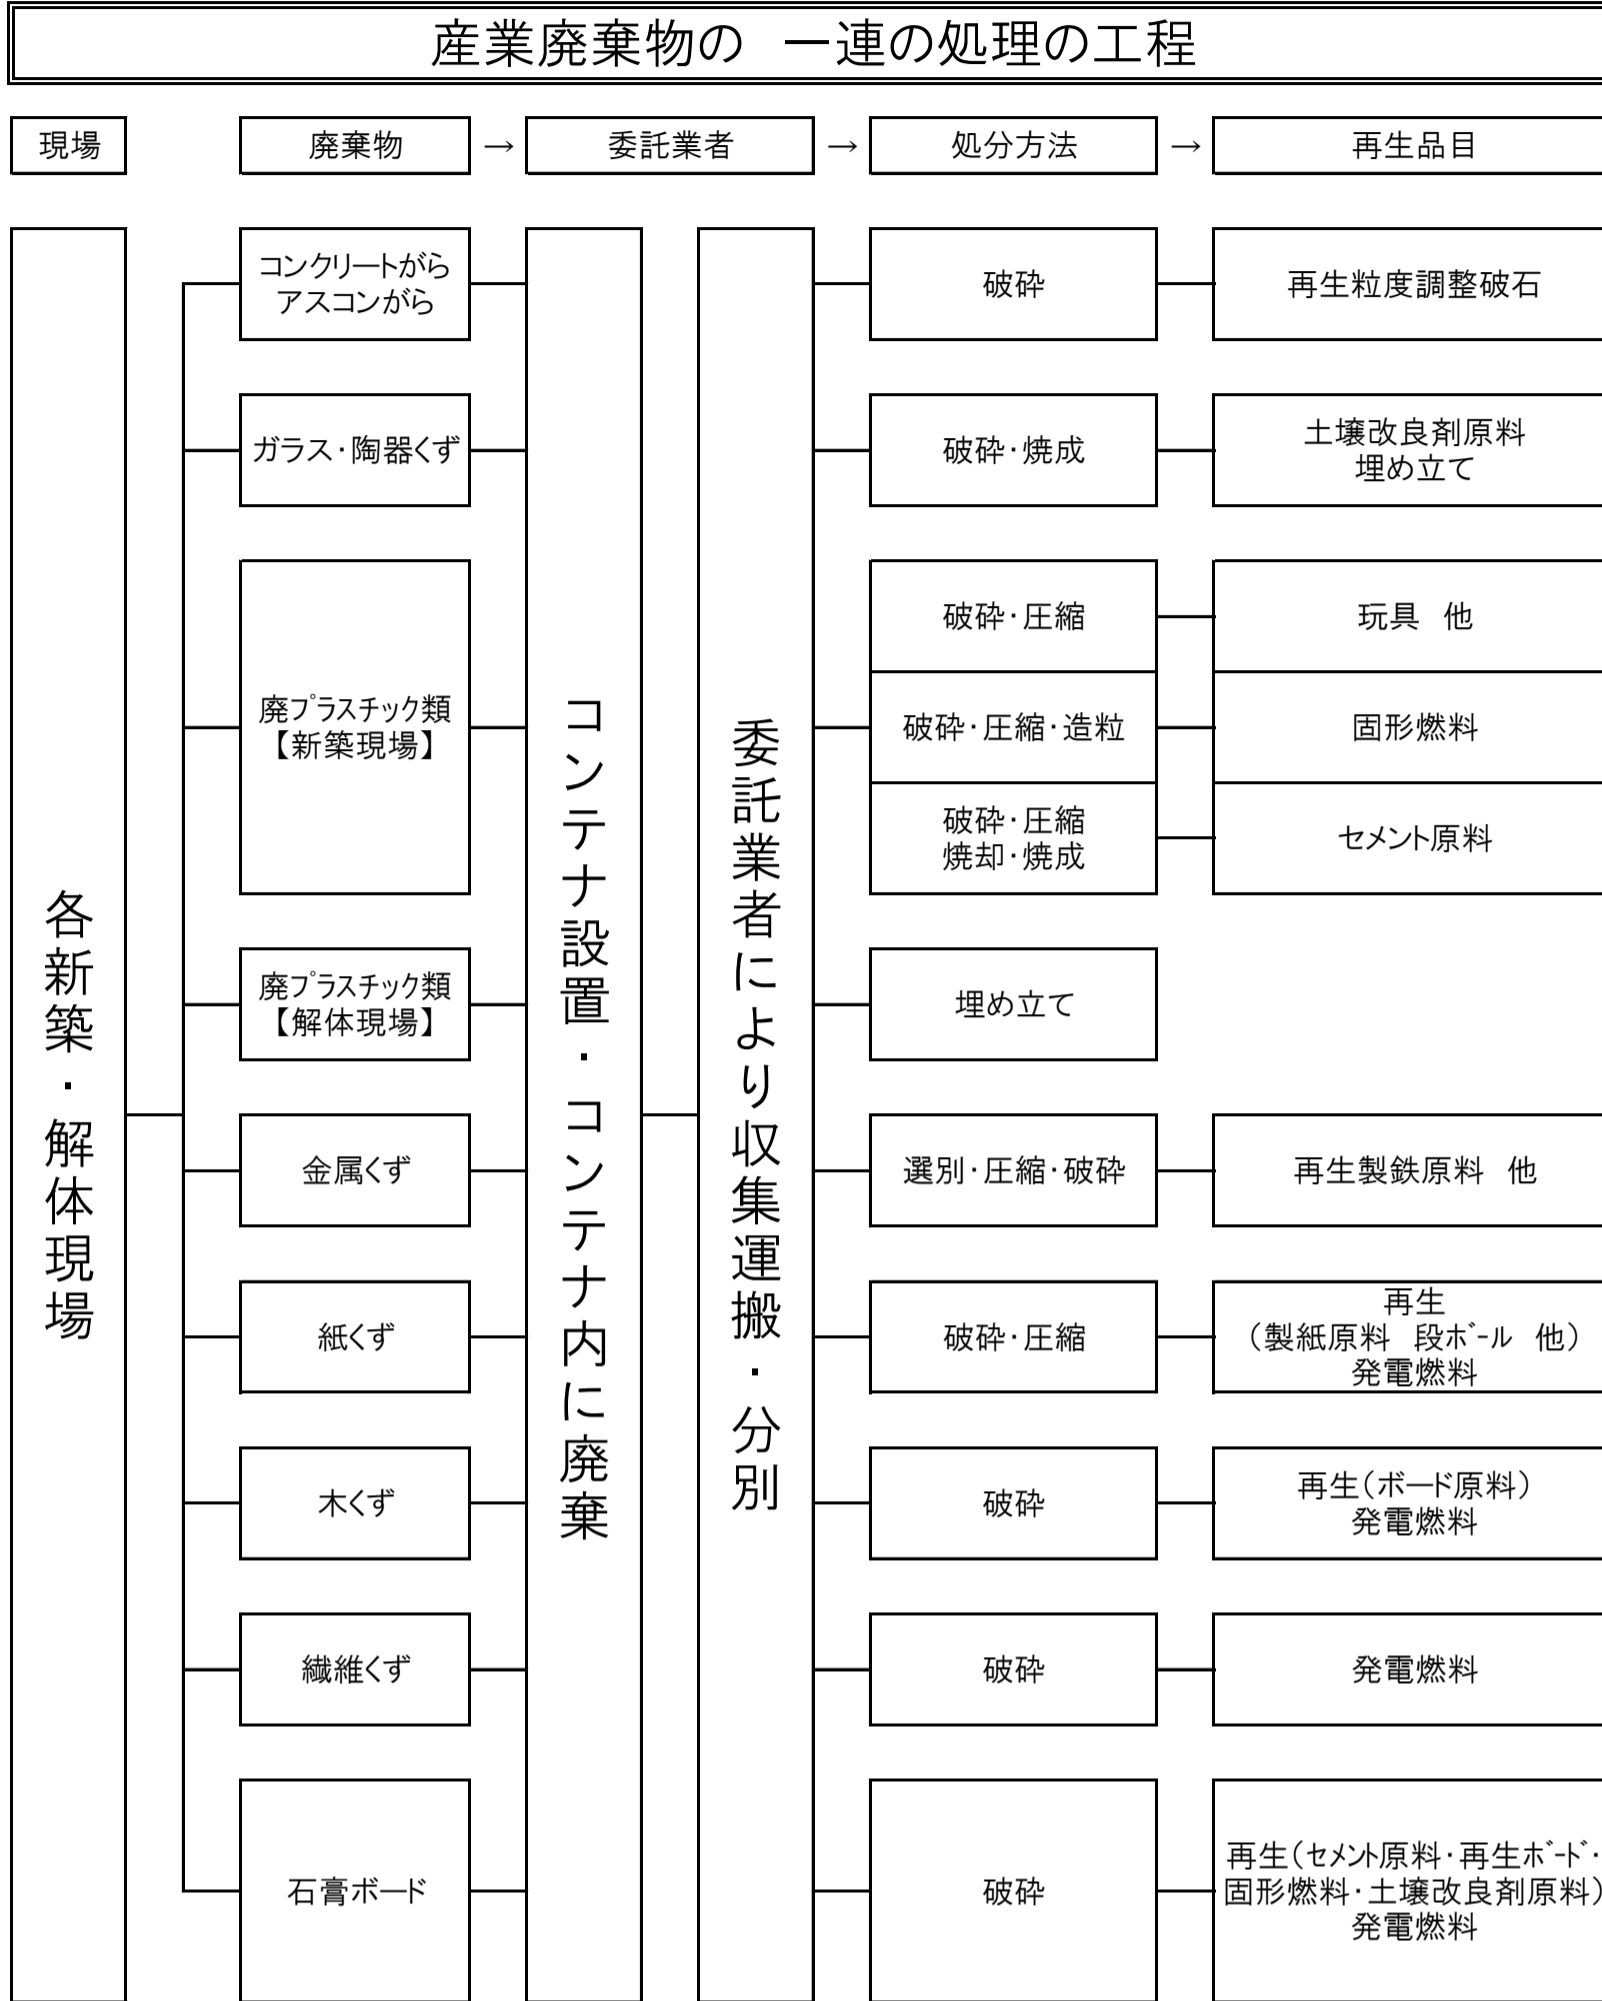 産業廃棄物の　一連の処理の工程
現場
廃棄物 → 委託業者 → 処分方法 → 再生品目
各新築・解体現場
コンクリートがら
アスコンがら
ガラス・陶器くず
廃プラスチック類
【新築現場】
廃プラスチック類
【解体現場】
金属くず
紙くず
木くず
繊維くず
石膏ボード
コンテナ設置・コンテナ内に廃棄
委託業者により収集運搬・分別
破砕
再生粒度調整破石
破砕・焼成
土壌改良剤原料
埋め立て
破砕・圧縮
玩具　他
破砕・圧縮・造粒
固形燃料
破砕・圧縮
焼却・焼成
セメント原料
埋め立て
選別・圧縮・破砕
再生製鉄原料　他
破砕・圧縮
再生
（製紙原料　段ﾎﾞｰﾙ　他）
発電燃料
破砕
再生（ボード原料）
発電燃料
破砕
発電燃料
破砕
再生（セメント原料・再生ﾎﾞｰﾄﾞ・
固形燃料・土壌改良剤原料）
発電燃料